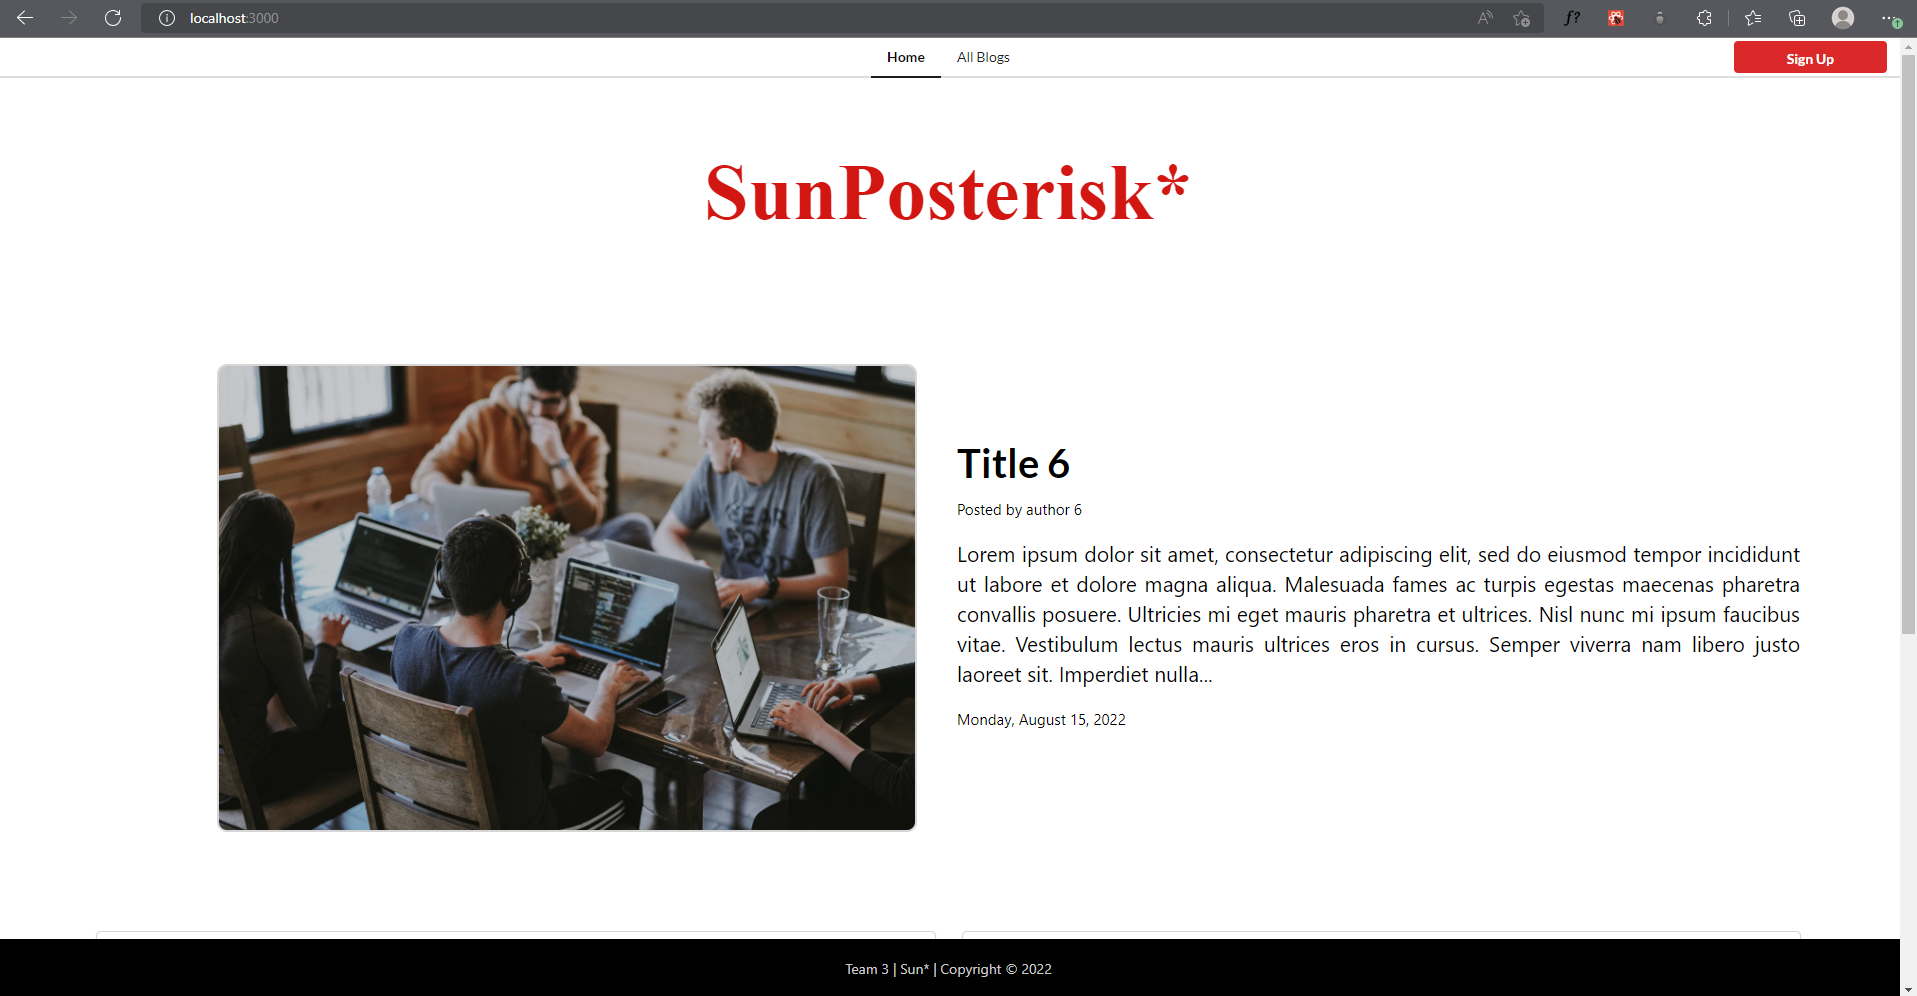 localhost:3000
Home
All Blogs
Sign Up
SunPosterisk*
Title 6
Posted by author 6
Lorem ipsum dolor sit amet, consectetur adipiscing elit, sed do eiusmod tempor incididunt
ut labore et dolore magna aliqua. Malesuada fames ac turpis egestas maecenas pharetra
convallis posuere. Ultricies mi eget mauris pharetra et ultrices. Nisl nunc mi ipsum faucibus
vitae. Vestibulum lectus mauris ultrices eros in cursus. Semper viverra nam libero justo
laoreet sit. Imperdiet nulla...
Monday, August 15, 2022
Team 3 | Sun* | Copyright © 2022